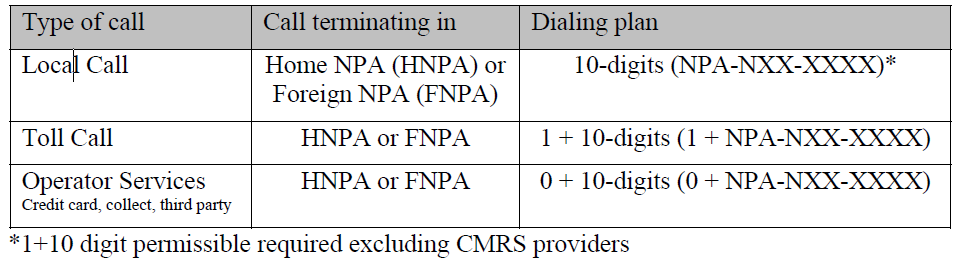 Type of call Call terminating in Dialing plan
Local Call Home NPA (HNPA) or 10-digits (NPA-NXX-XXXX)*
Foreign NPA (FNPA)
Toll Call HNPA or FNPA 1 + 10-digits (1 + NPA-NXX-XXXX)
Operator Services HNPA or FNPA 0 + 10-digits (0 + NPA-NXX-XXXX)
Credit card, collect, third party
*1+10 digit permissible required excluding CMRS providers